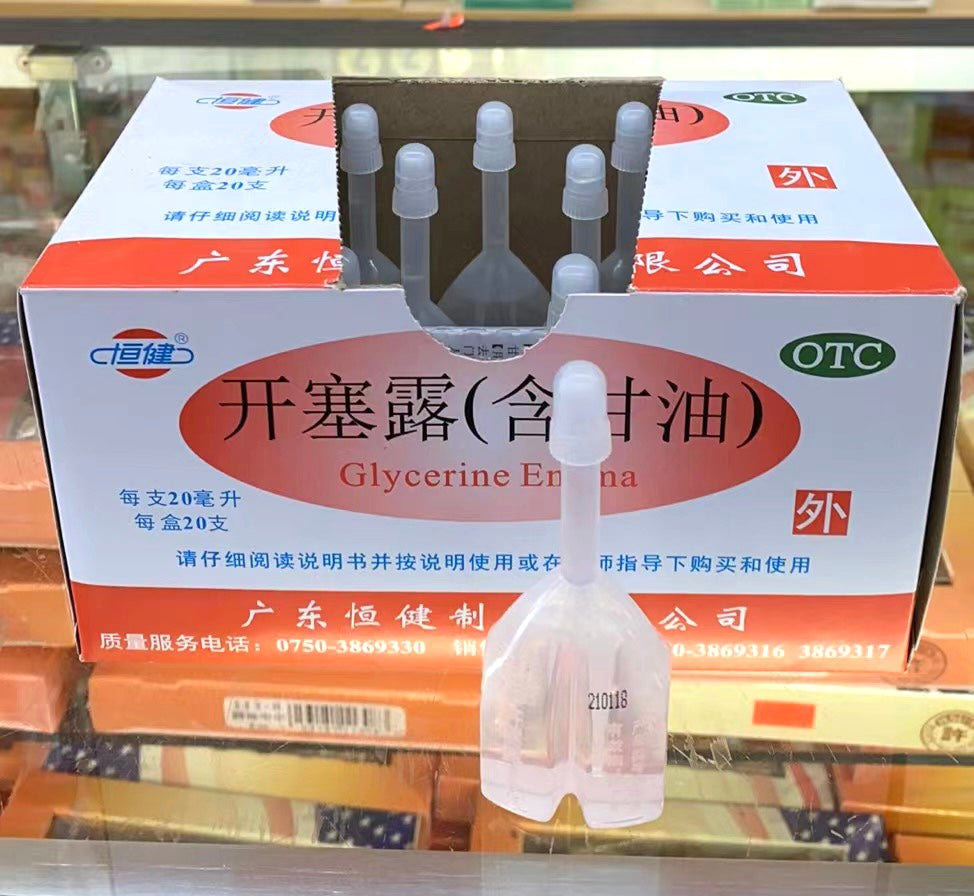 恒健
OTC
每支20毫升
每盒20支
外
请仔细阅读说明
导下购买和使用
广东恒
限公司
恒健®
OTC
开塞露(含甘油)
Glycerine En ma
每支20毫升
每盒20支
外
请仔细阅读说明书并按说明使用或在 师指导下购买和使用
广东恒健制 公司
质量服务电话：0750-3869330 销 0-3869316 3869317
210118